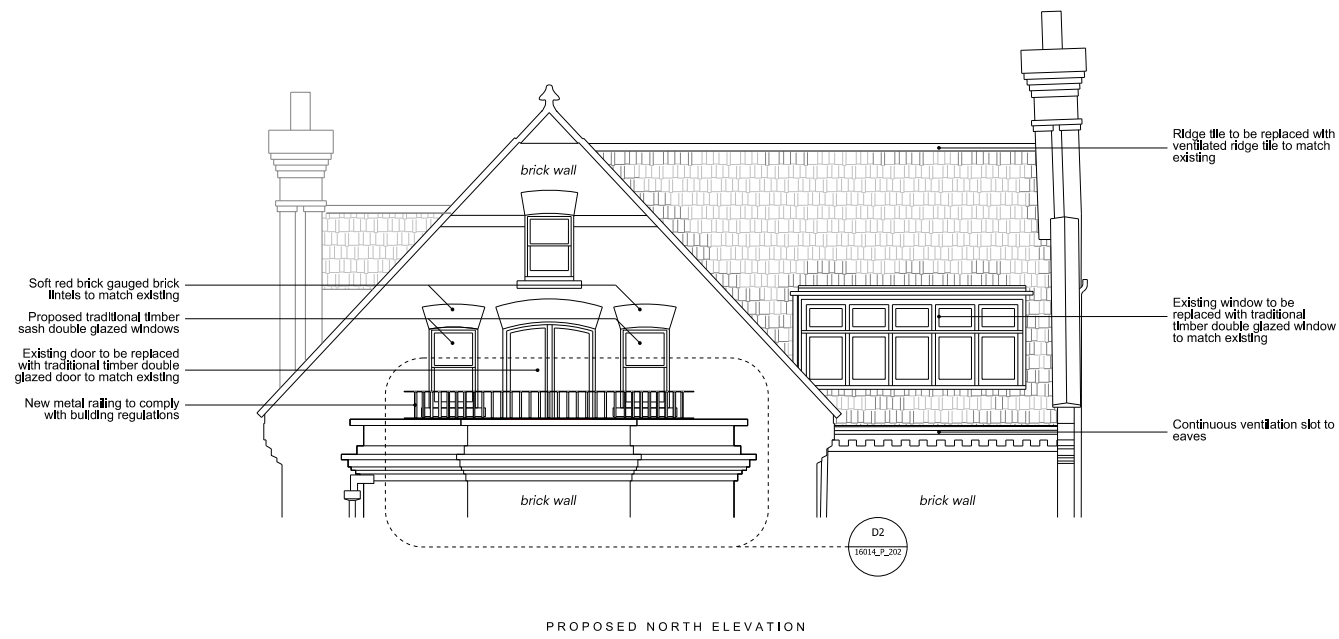 Ridge tile to be replaced with
ventilated ridge tile to match
existing
brick wall
Soft red brick gauged brick
lintels to match existing
Proposed traditional timber
sash double glazed windows
Existing door to be replaced
with traditional timber double
glazed door to match existing
New metal railing to comply
with building regulations
Existing window to be
replaced with traditional
timber double glazed window
to match existing
Continuous ventilation slot to
eaves
brick wall
brick wall
D2
16014_P_202
PROPOSED NORTH ELEVATION